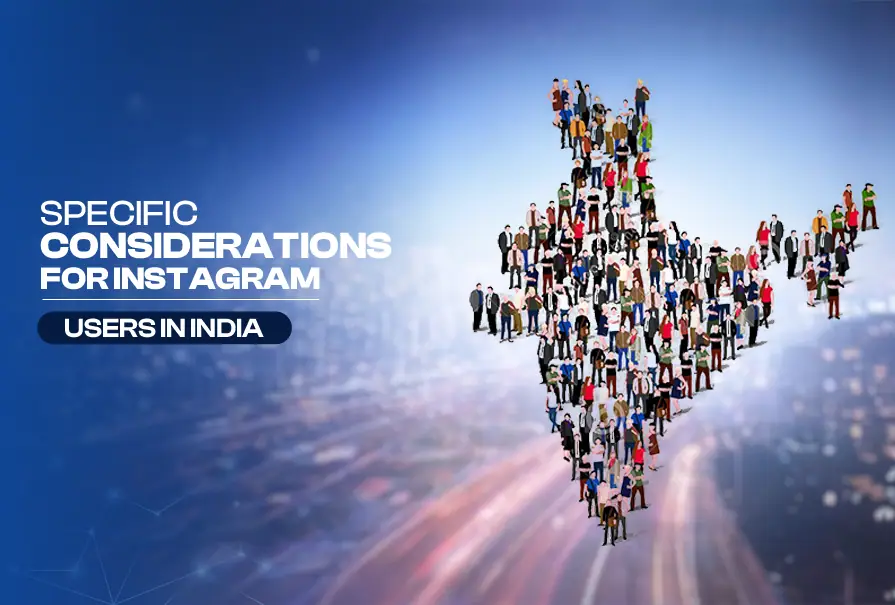 SPECIFIC
CONSIDERATIONS
FOR INSTAGRAM
USERS IN INDIA